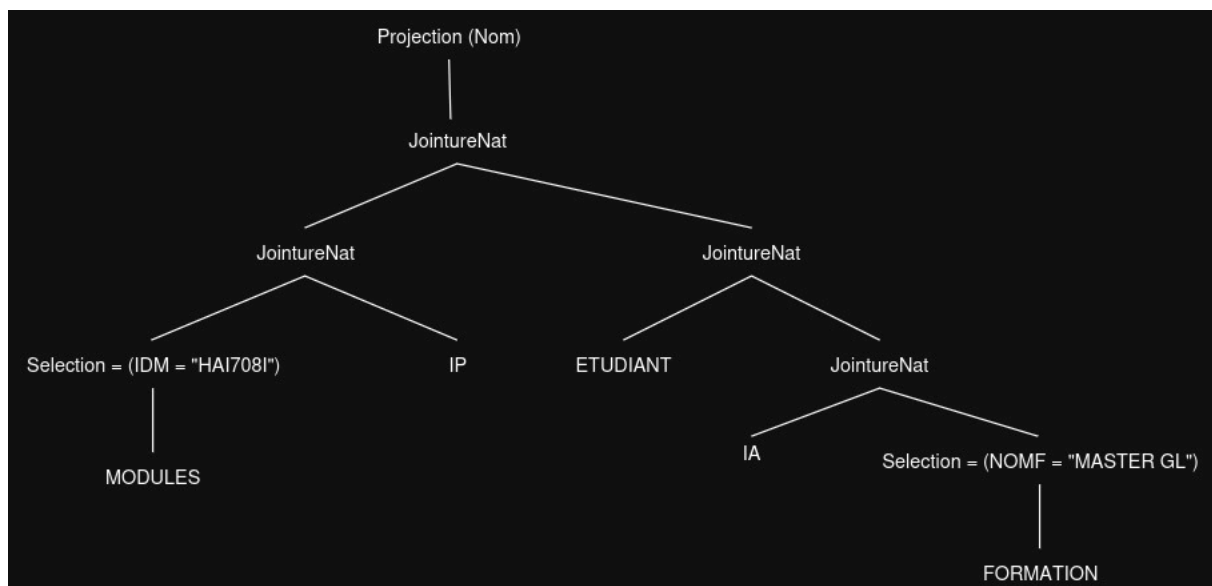 Projection (Nom)
JointureNat
JointureNat
JointureNat
Selection = (IDM = "HAI708I")
IP
ETUDIANT
JointureNat
MODULES
IA
Selection = (NOMF = "MASTER GL")
FORMATION